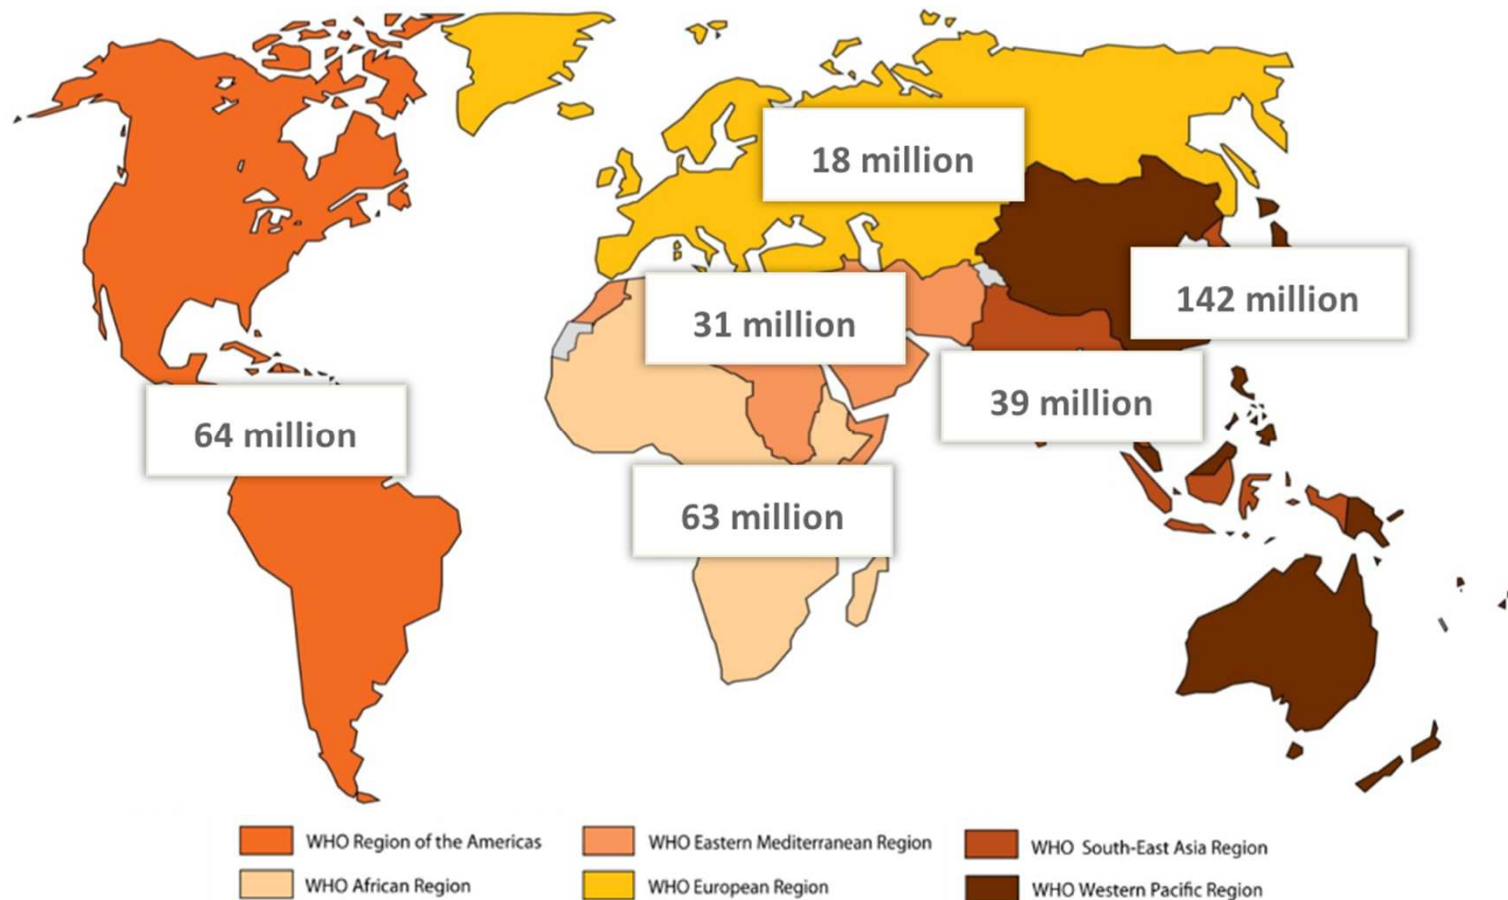 18 million
142 million
31 million
39 million
64 million
63 million
WHO Region of the Americas
WHO Eastern Mediterranean Region
WHO South-East Asia Region
WHO African Region
WHO European Region
WHO Western Pacific Region